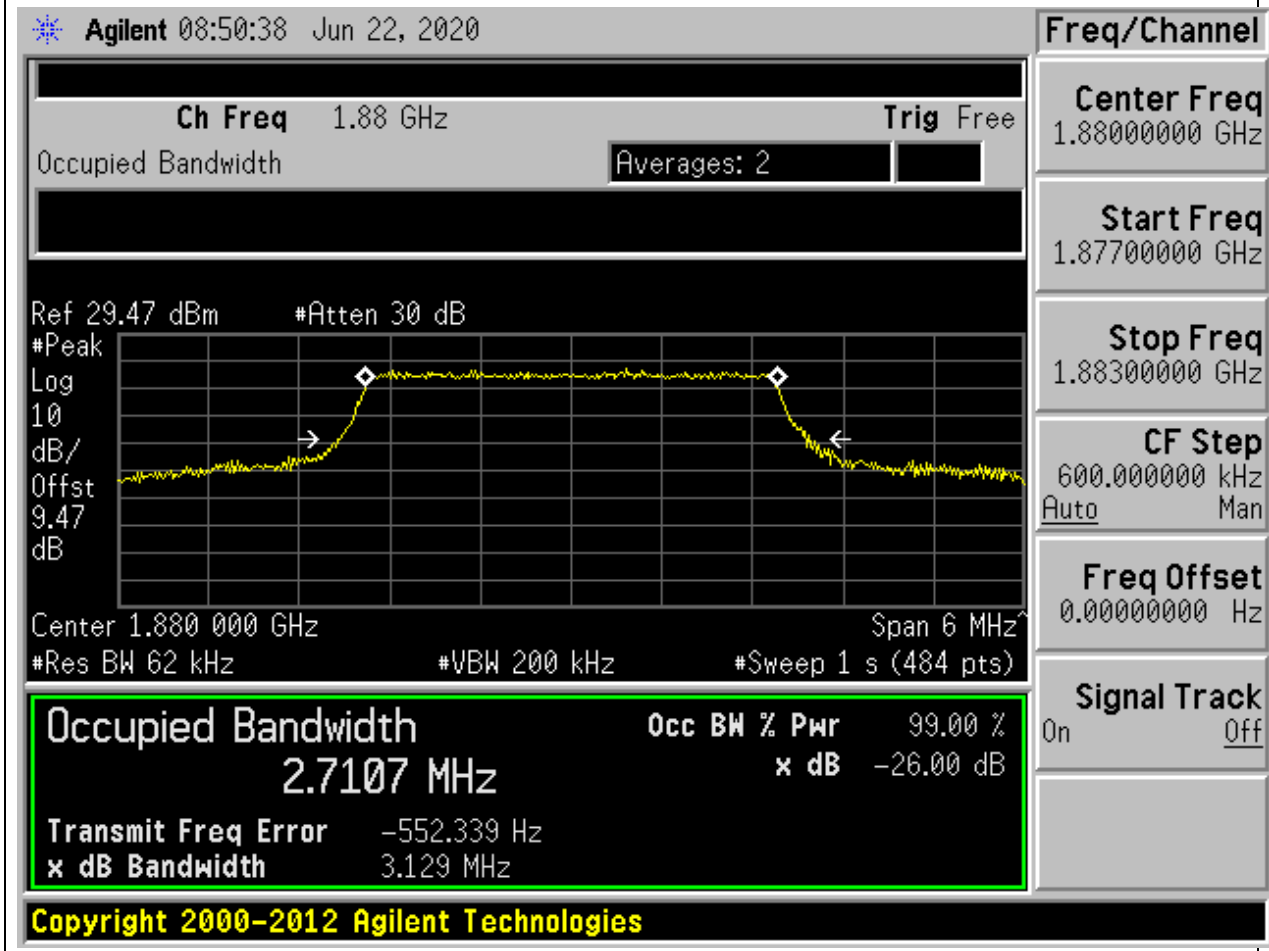 Agilent 08:50:38 Jun 22, 2020
Freq/Channel
Ch Freq 1.88 GHz Trig Free
Occupied Bandwidth Averages: 2
Ref 29.47 dBm #Atten 30 dB
#Peak
Log
10
dB/
Offst
9.47
dB
Center 1.880 000 GHz Span 6 MHz^
#Res BW 62 kHz #VBW 200 kHz #Sweep 1 s (484 pts)
Occupied Bandwidth Occ BW % Pwr 99.00 %
2.7107 MHz x dB -26.00 dB
Transmit Freq Error -552.339 Hz
x dB Bandwidth 3.129 MHz
Center Freq
1.88000000 GHz
Start Freq
1.87700000 GHz
Stop Freq
1.88300000 GHz
CF Step
600.000000 kHz
Auto Man
Freq Offset
0.00000000 Hz
Signal Track
On Off
Copyright 2000-2012 Agilent Technologies